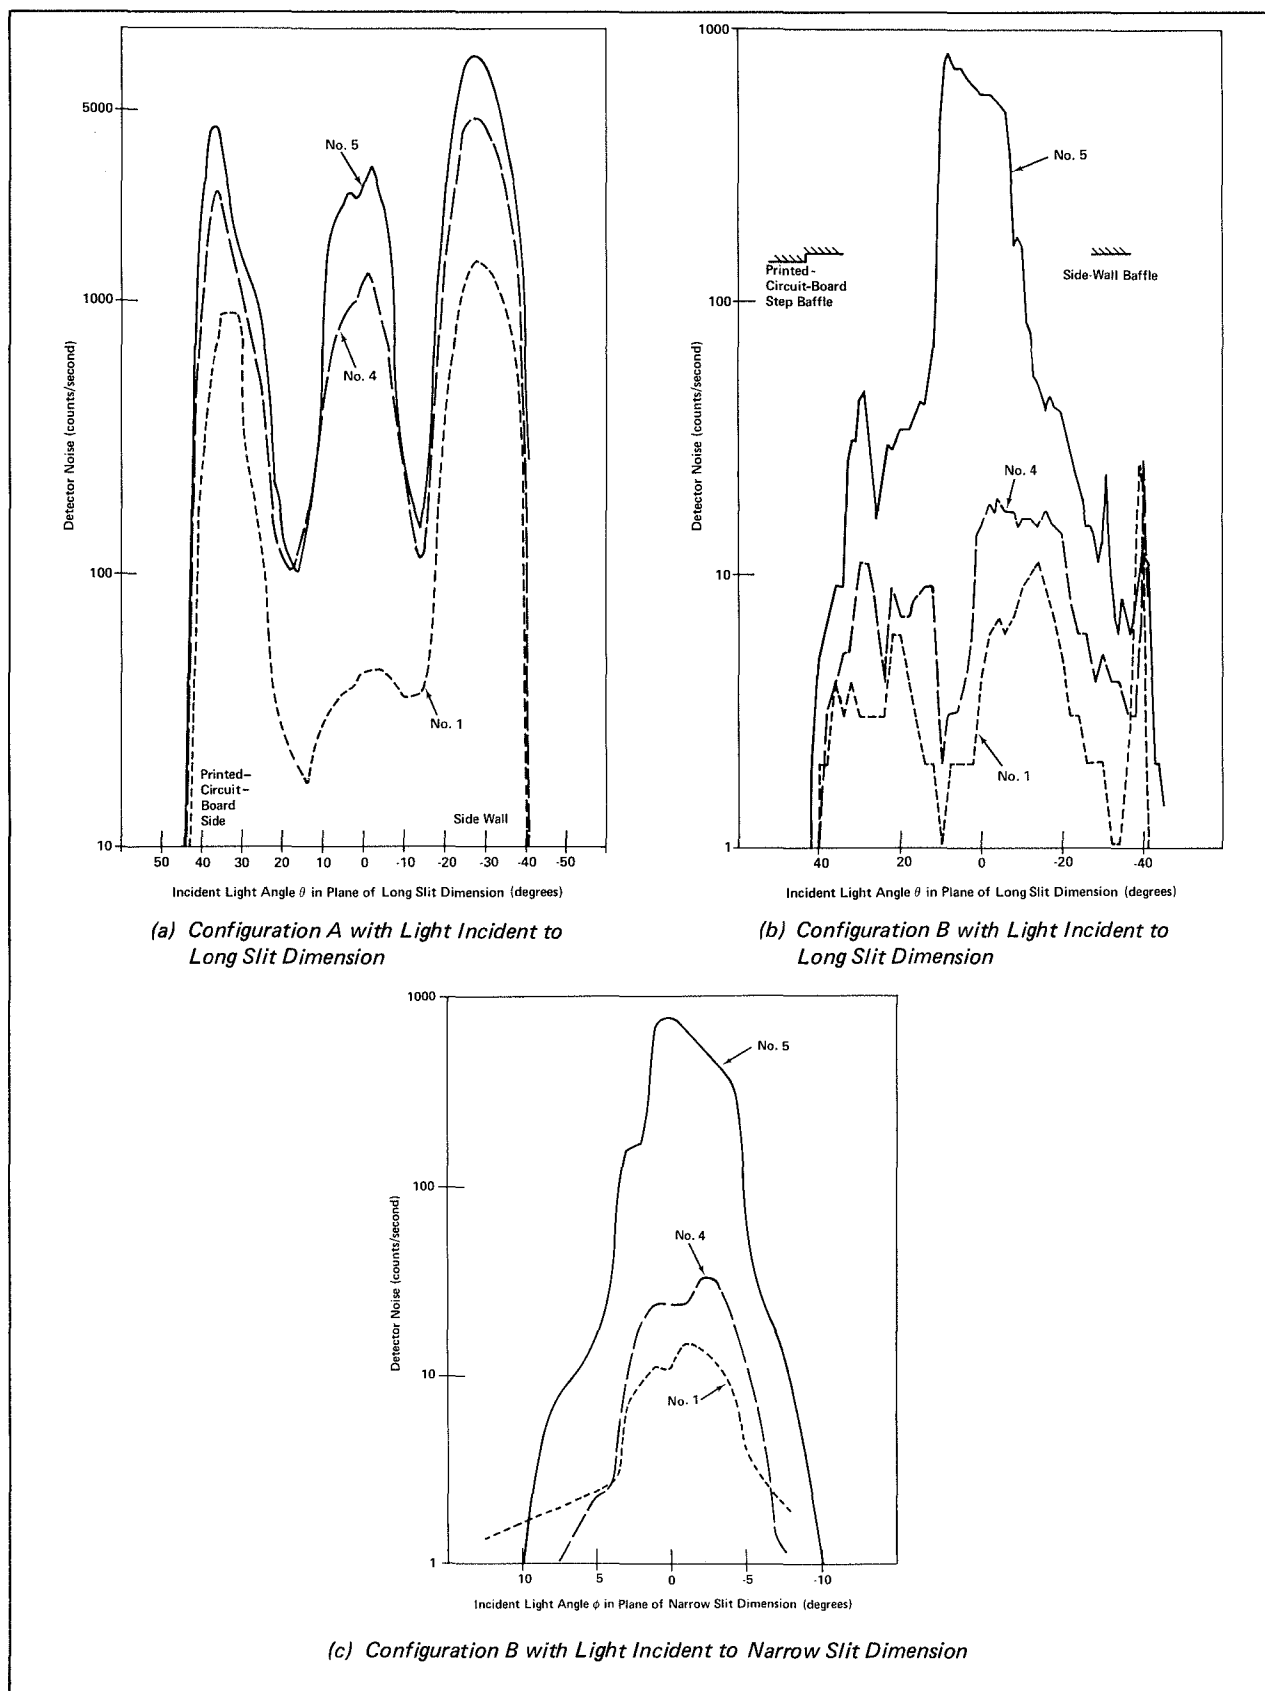 5000
1000
100
10
Detector Noise (counts/second)
No. 5
No. 4
No. 1
Printed–
Circuit–
Board
Side
Side Wall
50 40 30 20 10 0 -10 -20 -30 -40 -50
Incident Light Angle θ in Plane of Long Slit Dimension (degrees)
(a) Configuration A with Light Incident to
Long Slit Dimension
1000
100
10
1
Detector Noise (counts/second)
No. 5
Printed–
Circuit-Board
Step Baffle
Side-Wall Baffle
No. 4
No. 1
40 20 0 -20 -40
Incident Light Angle θ in Plane of Long Slit Dimension (degrees)
(b) Configuration B with Light Incident to
Long Slit Dimension
1000
100
10
1
Detector Noise (counts/second)
No. 5
No. 4
No. 1
10 5 0 -5 -10
Incident Light Angle φ in Plane of Narrow Slit Dimension (degrees)
(c) Configuration B with Light Incident to Narrow Slit Dimension